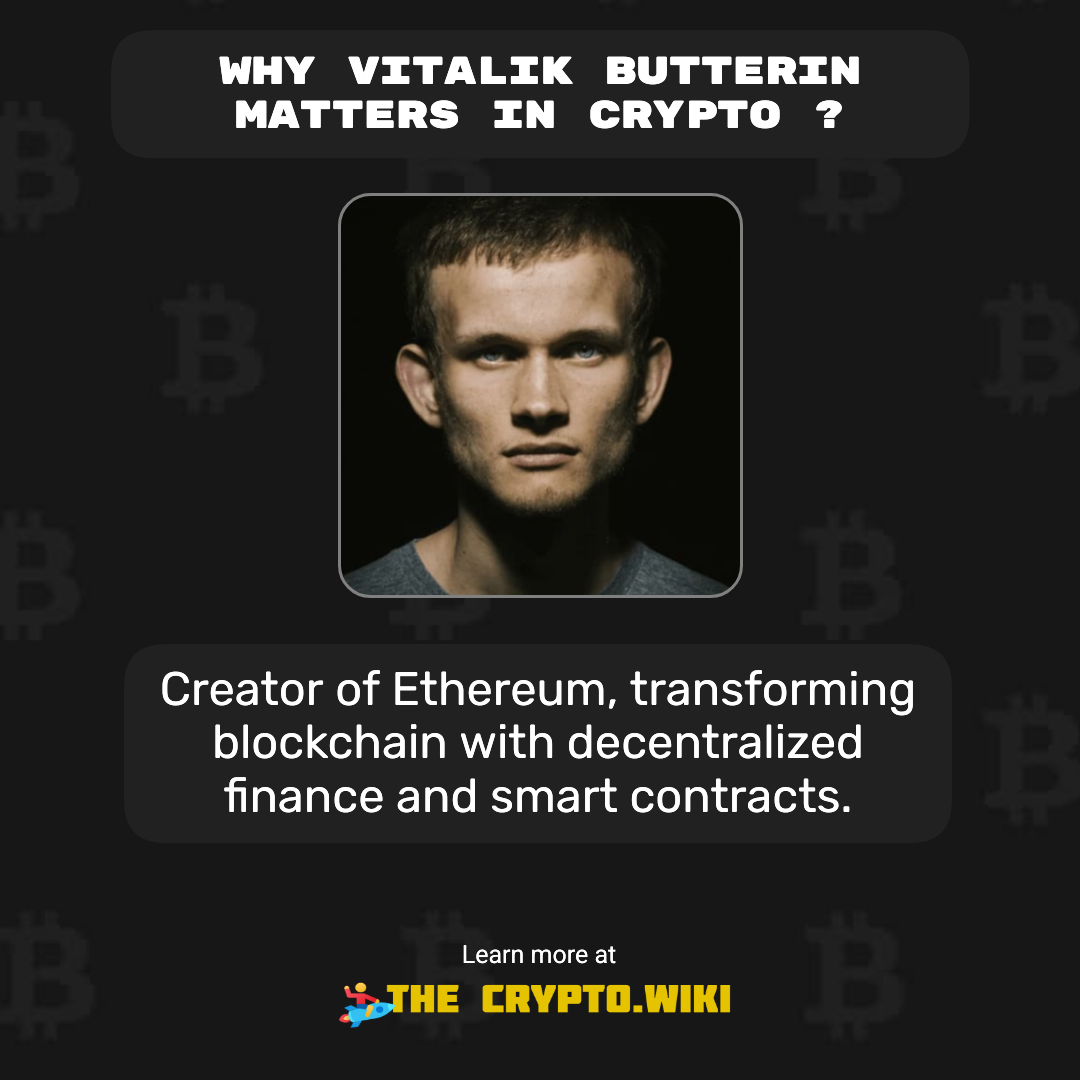 WHY VITALIK BUTTERIN
MATTERS IN CRYPTO ?
Creator of Ethereum, transforming
blockchain with decentralized
finance and smart contracts.
Learn more at
THE CRYPTO.WIKI